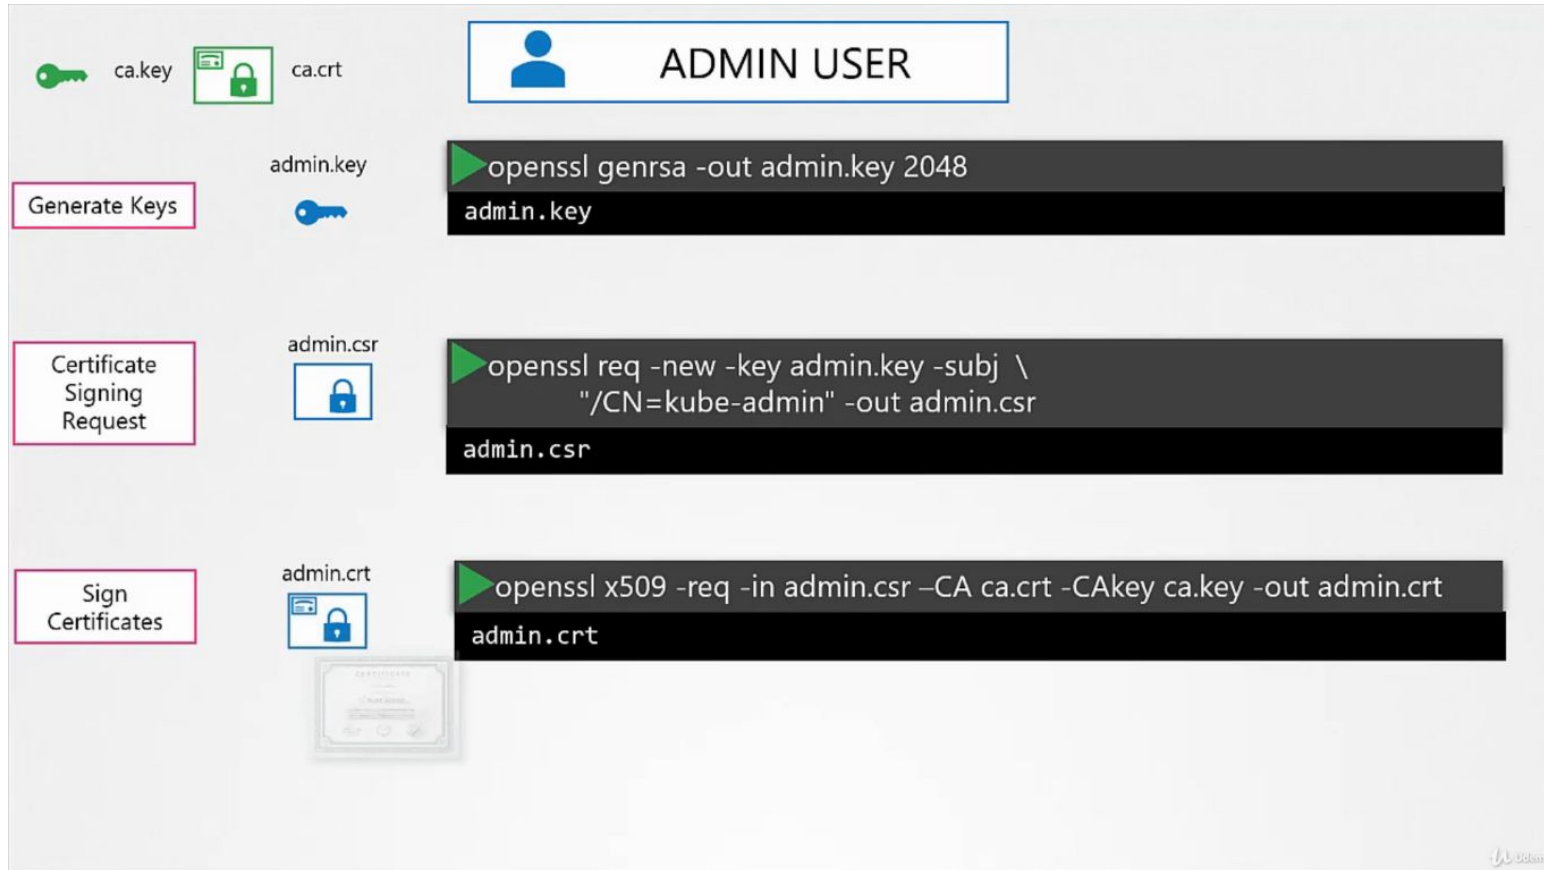 ca.key
ca.crt
ADMIN USER
Generate Keys
admin.key
openssl genrsa -out admin.key 2048
admin.key
Certificate
Signing
Request
admin.csr
openssl req -new -key admin.key -subj \
"/CN=kube-admin" -out admin.csr
admin.csr
Sign
Certificates
admin.crt
openssl x509 -req -in admin.csr –CA ca.crt -CAkey ca.key -out admin.crt
admin.crt
CERTIFICATE